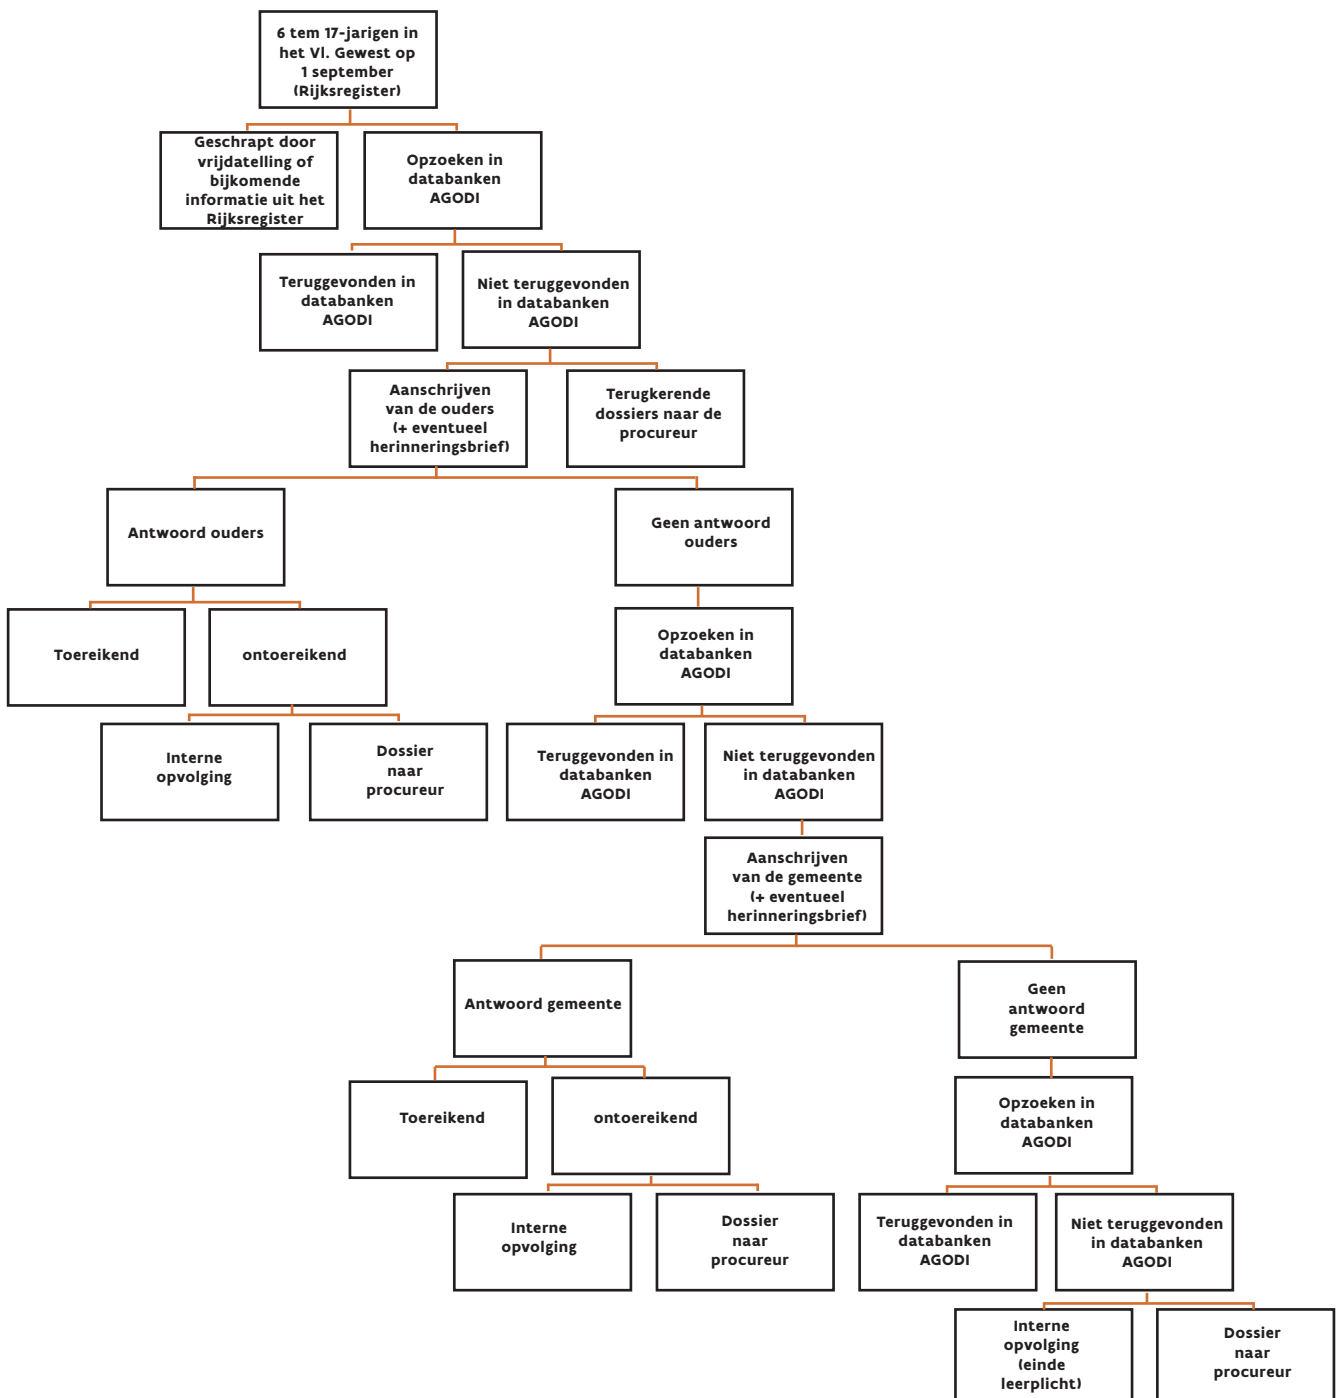 6 tem 17-jarigen in
het Vl. Gewest op
1 september
(Rijksregister)
Geschrapt door
vrijdatelling of
bijkomende
informatie uit het
Rijksregister
Opzoeken in
databanken
AGODI
Teruggevonden in
databanken
AGODI
Niet teruggevonden
in databanken
AGODI
Aanschrijven
van de ouders
(+ eventueel
herinneringsbrief)
Terugkerende
dossiers naar de
procureur
Antwoord ouders
Geen antwoord
ouders
Toereikend
ontoereikend
Opzoeken in
databanken
AGODI
Interne
opvolging
Dossier
naar
procureur
Teruggevonden in
databanken
AGODI
Niet teruggevonden
in databanken
AGODI
Aanschrijven
van de gemeente
(+ eventueel
herinneringsbrief)
Antwoord gemeente
Geen
antwoord
gemeente
Toereikend
ontoereikend
Opzoeken in
databanken
AGODI
Interne
opvolging
Dossier
naar
procureur
Teruggevonden in
databanken
AGODI
Niet teruggevonden
in databanken
AGODI
Interne
opvolging
(einde
leerplicht)
Dossier
naar
procureur